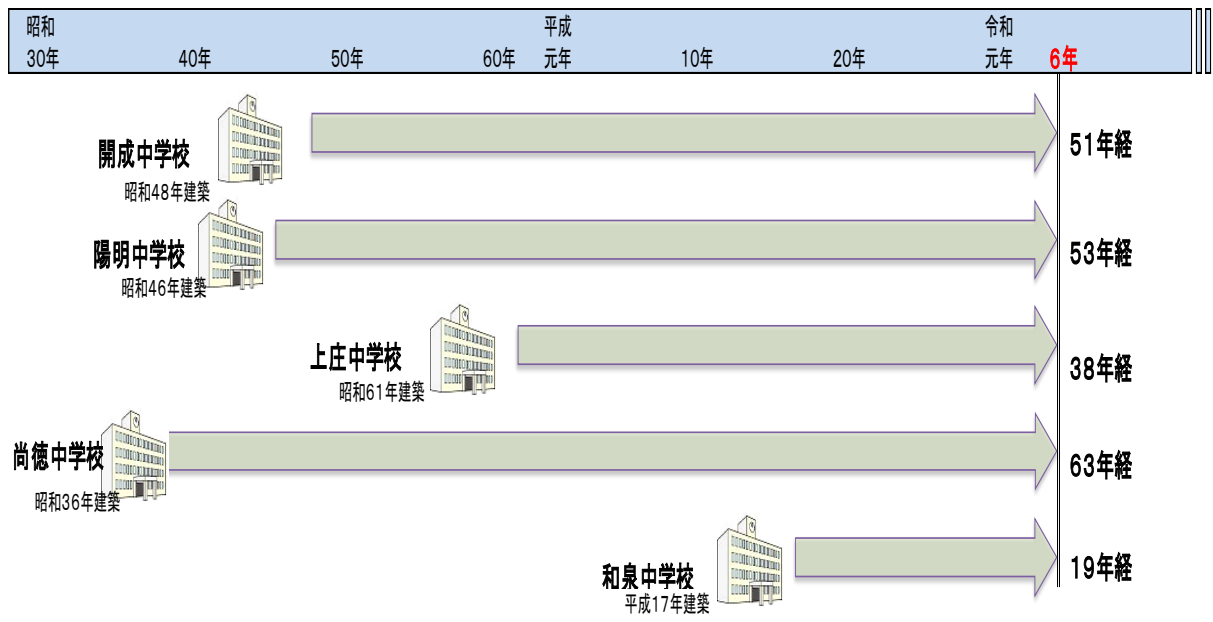 昭和 平成 令和
30年 40年 50年 60年 元年 10年 20年 元年 6年
開成中学校
昭和48年建築
51年経
陽明中学校
昭和46年建築
53年経
上庄中学校
昭和61年建築
38年経
尚徳中学校
昭和36年建築
63年経
和泉中学校
平成17年建築
19年経